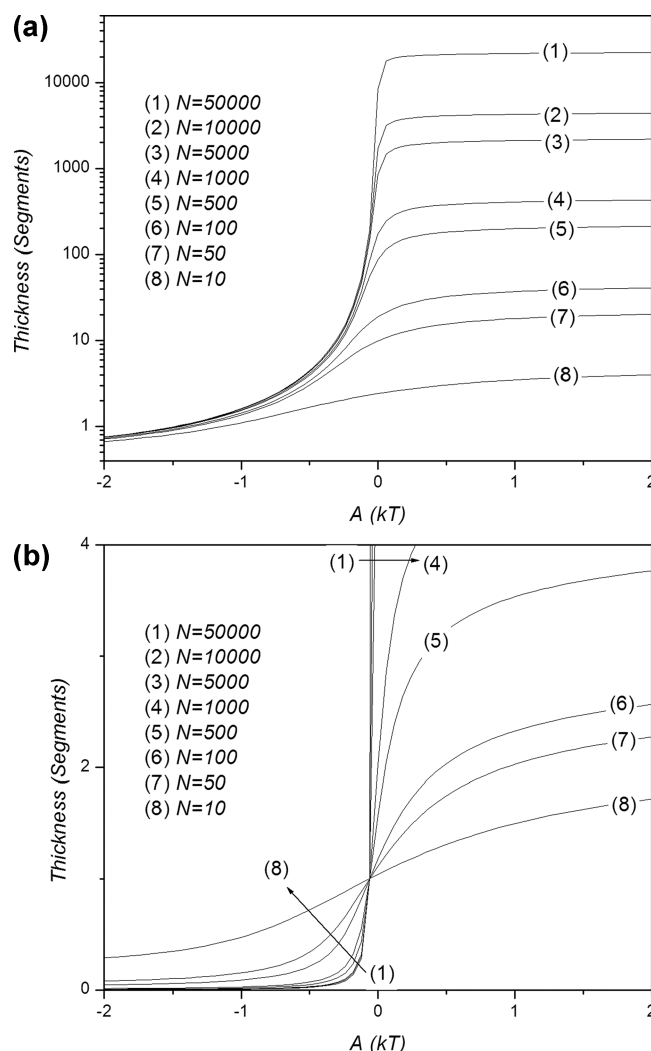 (a)
10000
1000
100
10
1
Thickness (Segments)
(1) N=50000
(2) N=10000
(3) N=5000
(4) N=1000
(5) N=500
(6) N=100
(7) N=50
(8) N=10
(1)
(2)
(3)
(4)
(5)
(6)
(7)
(8)
-2 -1 0 1 2
A (kT)
(b)
4
2
0
Thickness (Segments)
(1) (4)
(1) N=50000
(2) N=10000
(3) N=5000
(4) N=1000
(5) N=500
(6) N=100
(7) N=50
(8) N=10
(5)
(6)
(7)
(8)
(8)
(1)
-2 -1 0 1 2
A (kT)